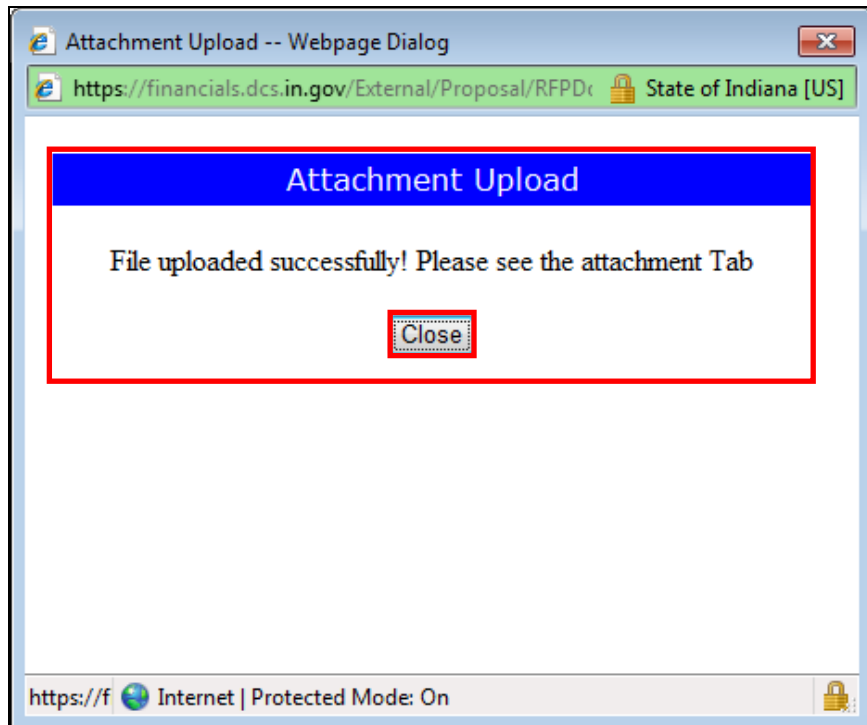 Attachment Upload -- Webpage Dialog
https://financials.dcs.in.gov/External/Proposal/RFPDo State of Indiana [US]
Attachment Upload
File uploaded successfully! Please see the attachment Tab
Close
https://f Internet | Protected Mode: On